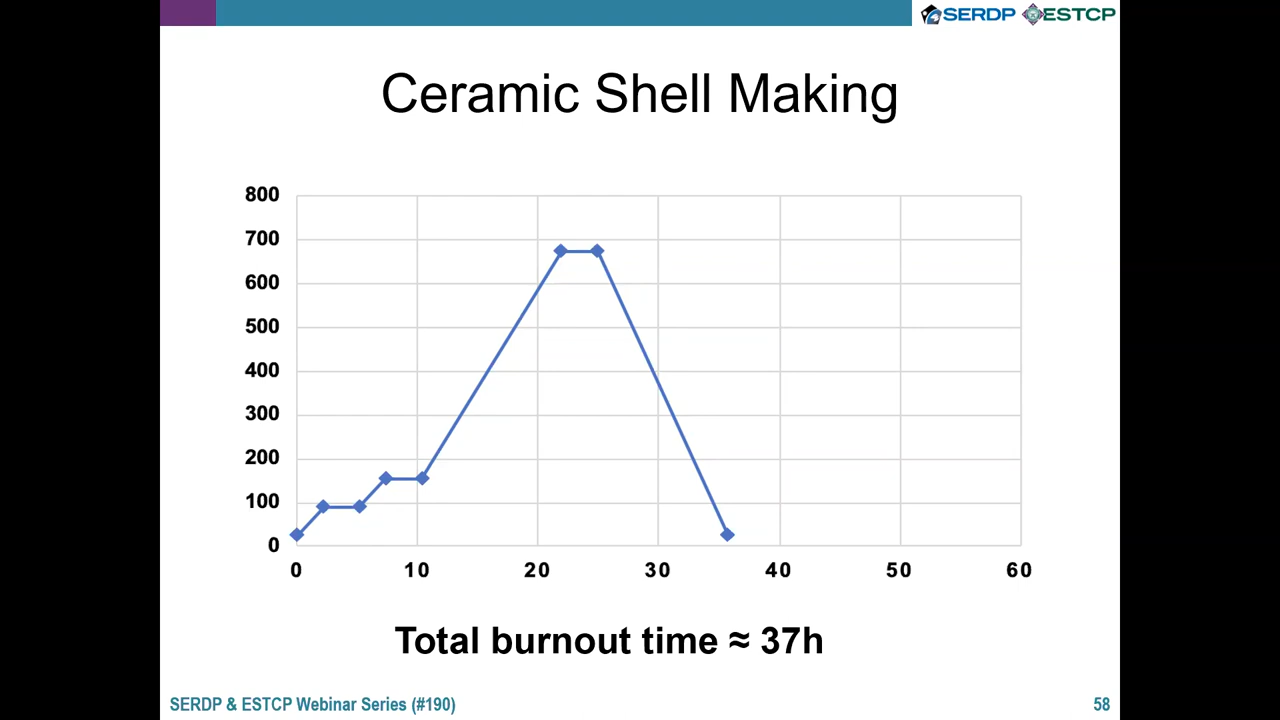 SERDP ESTCP
Ceramic Shell Making
800
700
600
500
400
300
200
100
0
0 10 20 30 40 50 60
Total burnout time ≈ 37h
SERDP & ESTCP Webinar Series (#190) 58